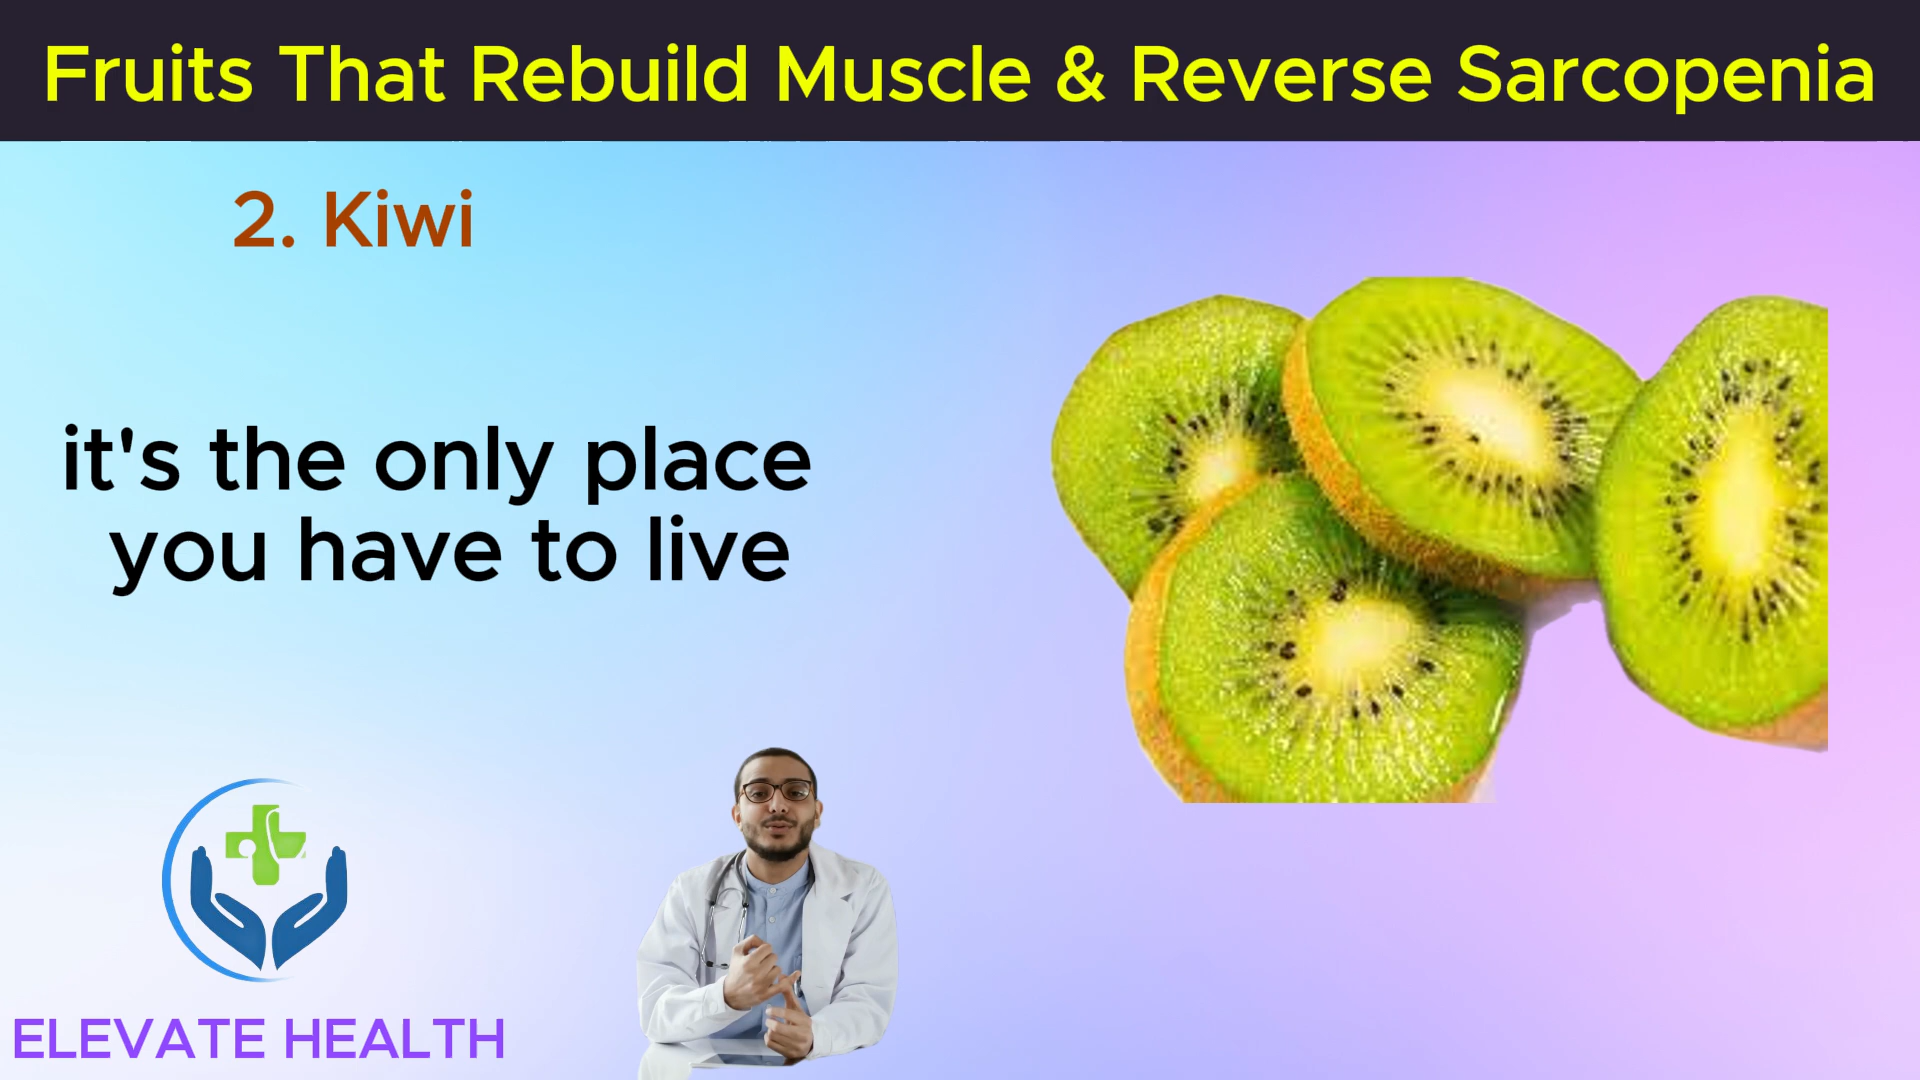 Fruits That Rebuild Muscle & Reverse Sarcopenia
2. Kiwi
it's the only place
you have to live
ELEVATE HEALTH